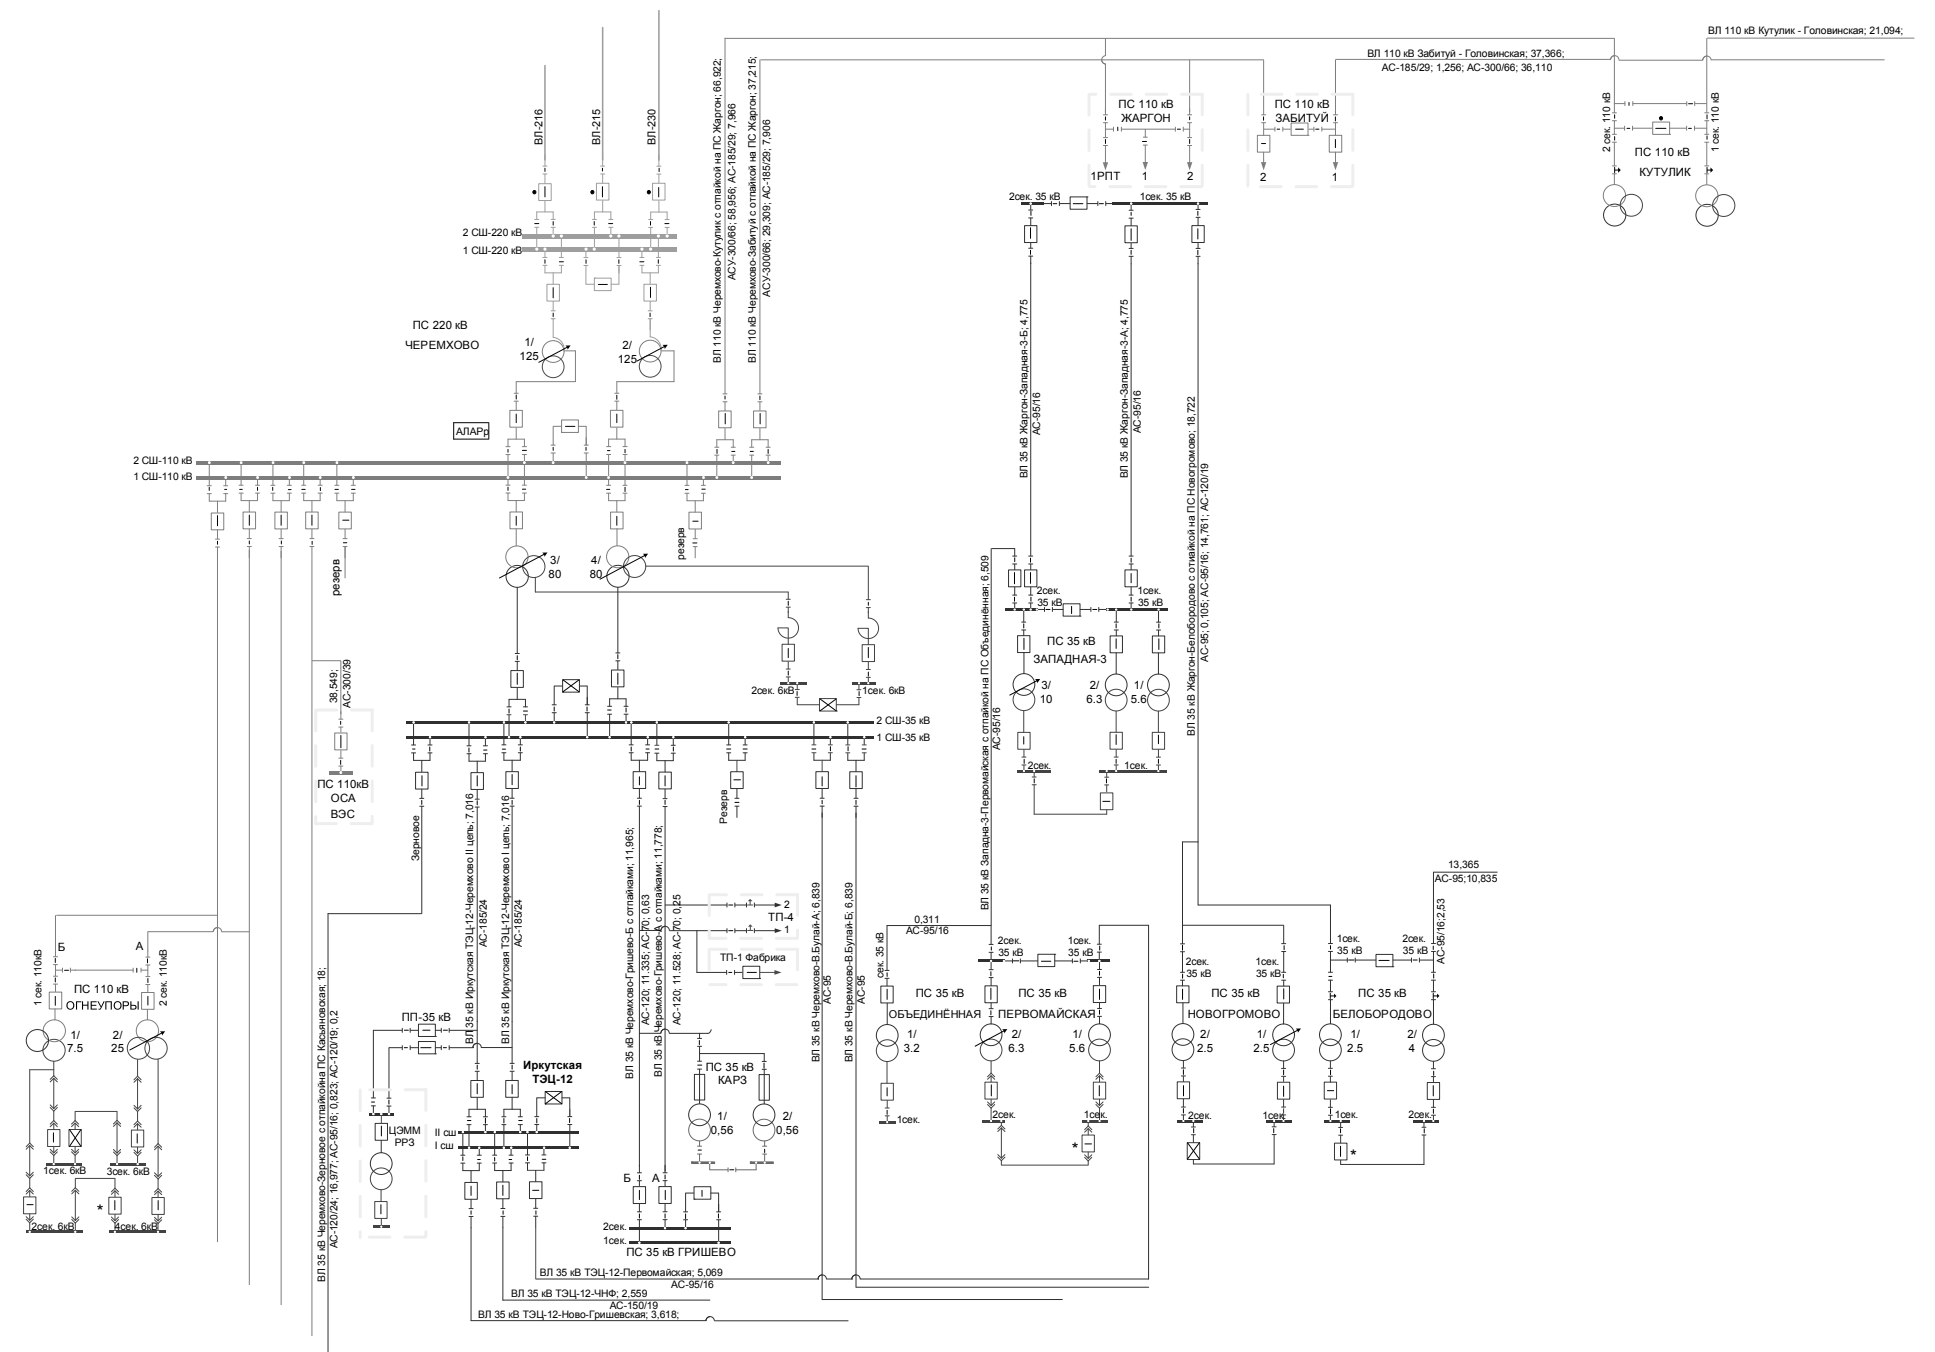 ВЛ 110 кВ Кутулик - Головинская; 21,094;
ВЛ 110 кВ Забитуй - Головинская; 37,366;
АС-185/29; 1,256; АС-300/66; 36,110
ВЛ-216
ВЛ-215
ВЛ-230
ВЛ 110 кВ Черемхово-Кутулик с отпайкой на ПС Жаргон; 66,922;
АСУ-300/66; 58,956; АС-185/29; 7,966
ВЛ 110 кВ Черемхово-Забитуй с отпайкой на ПС Жаргон; 37,215;
АСУ-300/66; 29,309; АС-185/29; 7,906
ПС 110 кВ
ЖАРГОН
1РПТ
1
2
ПС 110 кВ
ЗАБИТУЙ
2
1
2 сек. 110 кВ
1 сек. 110 кВ
ПС 110 кВ
КУТУЛИК
2сек. 35 кВ
1сек. 35 кВ
2 СШ-220 кВ
1 СШ-220 кВ
ПС 220 кВ
ЧЕРЕМХОВО
1/
125
2/
125
АЛАРр
2 СШ-110 кВ
1 СШ-110 кВ
резерв
резерв
3/
80
4/
80
ВЛ 35 кВ Жаргон-Западная-3-Б; 4,775
АС-95/16
ВЛ 35 кВ Жаргон-Западная-3-А; 4,775
АС-95/16
ВЛ 35 кВ Жаргон-Белобородово с отпайкой на ПС Новогромово; 18,722
АС-95; 0,105; АС-95/16; 14,761; АС-120/19
ВЛ 35 кВ Западна-3-Первомайская с отпайкой на ПС Объединённая; 6,509
АС-95/16
2сек.
35 кВ
1сек.
35 кВ
ПС 35 кВ
ЗАПАДНАЯ-3
3/
10
2/
6.3
1/
5.6
2сек.
1сек.
2сек. 6кВ
1сек. 6кВ
2 СШ-35 кВ
1 СШ-35 кВ
38,549;
АС-300/39
ПС 110кВ
ОСА
ВЭС
Зерновое
ВЛ 35 кВ Иркутская ТЭЦ-12-Черемхово II цепь; 7,016
АС-185/24
ВЛ 35 кВ Иркутская ТЭЦ-12-Черемхово I цепь; 7,016
АС-185/24
Резерв
ВЛ 35 кВ Черемхово-Гришево-Б с отпайками; 11,965;
АС-120; 11.335; АС-70; 0,63
ВЛ 35 кВ Черемхово-Гришево-А с отпайками; 11,778;
АС-120; 11.528; АС-70; 0,25
ВЛ 35 кВ Черемхово-В.Булай-А; 6,839
АС-95
ВЛ 35 кВ Черемхово-В.Булай-Б; 6,839
АС-95
2
ТП-4
1
ТП-1 Фабрика
13,365
АС-95;10,835
АС-95/16;2,53
0,311
АС-95/16
сек. 35 кВ
2сек.
35 кВ
1сек.
35 кВ
ПС 35 кВ
ОБЪЕДИНЁННАЯ
1/
3.2
1сек.
ПС 35 кВ
ПЕРВОМАЙСКАЯ
2/
6.3
1/
5.6
2сек.
1сек.
*
2сек.
35 кВ
1сек.
35 кВ
ПС 35 кВ
НОВОГРОМОВО
2/
2.5
1/
2.5
2сек.
1сек.
1сек.
35 кВ
2сек.
35 кВ
ПС 35 кВ
БЕЛОБОРОДОВО
1/
2.5
2/
4
1сек.
2сек.
*
Б
А
1 сек. 110кВ
2 сек. 110кВ
ПС 110 кВ
ОГНЕУПОРЫ
1/
7.5
2/
25
1сек. 6кВ
3сек. 6кВ
*
2сек. 6кВ
4сек. 6кВ
ВЛ 35 кВ Черемхово-Зерновое с отпайкойна ПС Касьяновская; 18;
АС-120/24; 16,977; АС-95/16; 0,823; АС-120/19; 0,2
ПП-35 кВ
ЦЭММ
РРЗ
Иркутская
ТЭЦ-12
II сш
I сш
ПС 35 кВ
КАРЗ
1/
0,56
2/
0,56
Б
А
2сек.
1сек.
ПС 35 кВ ГРИШЕВО
ВЛ 35 кВ ТЭЦ-12-Первомайская; 5,069
АС-95/16
ВЛ 35 кВ ТЭЦ-12-ЧНФ; 2,559
АС-150/19
ВЛ 35 кВ ТЭЦ-12-Ново-Гришевская; 3,618;